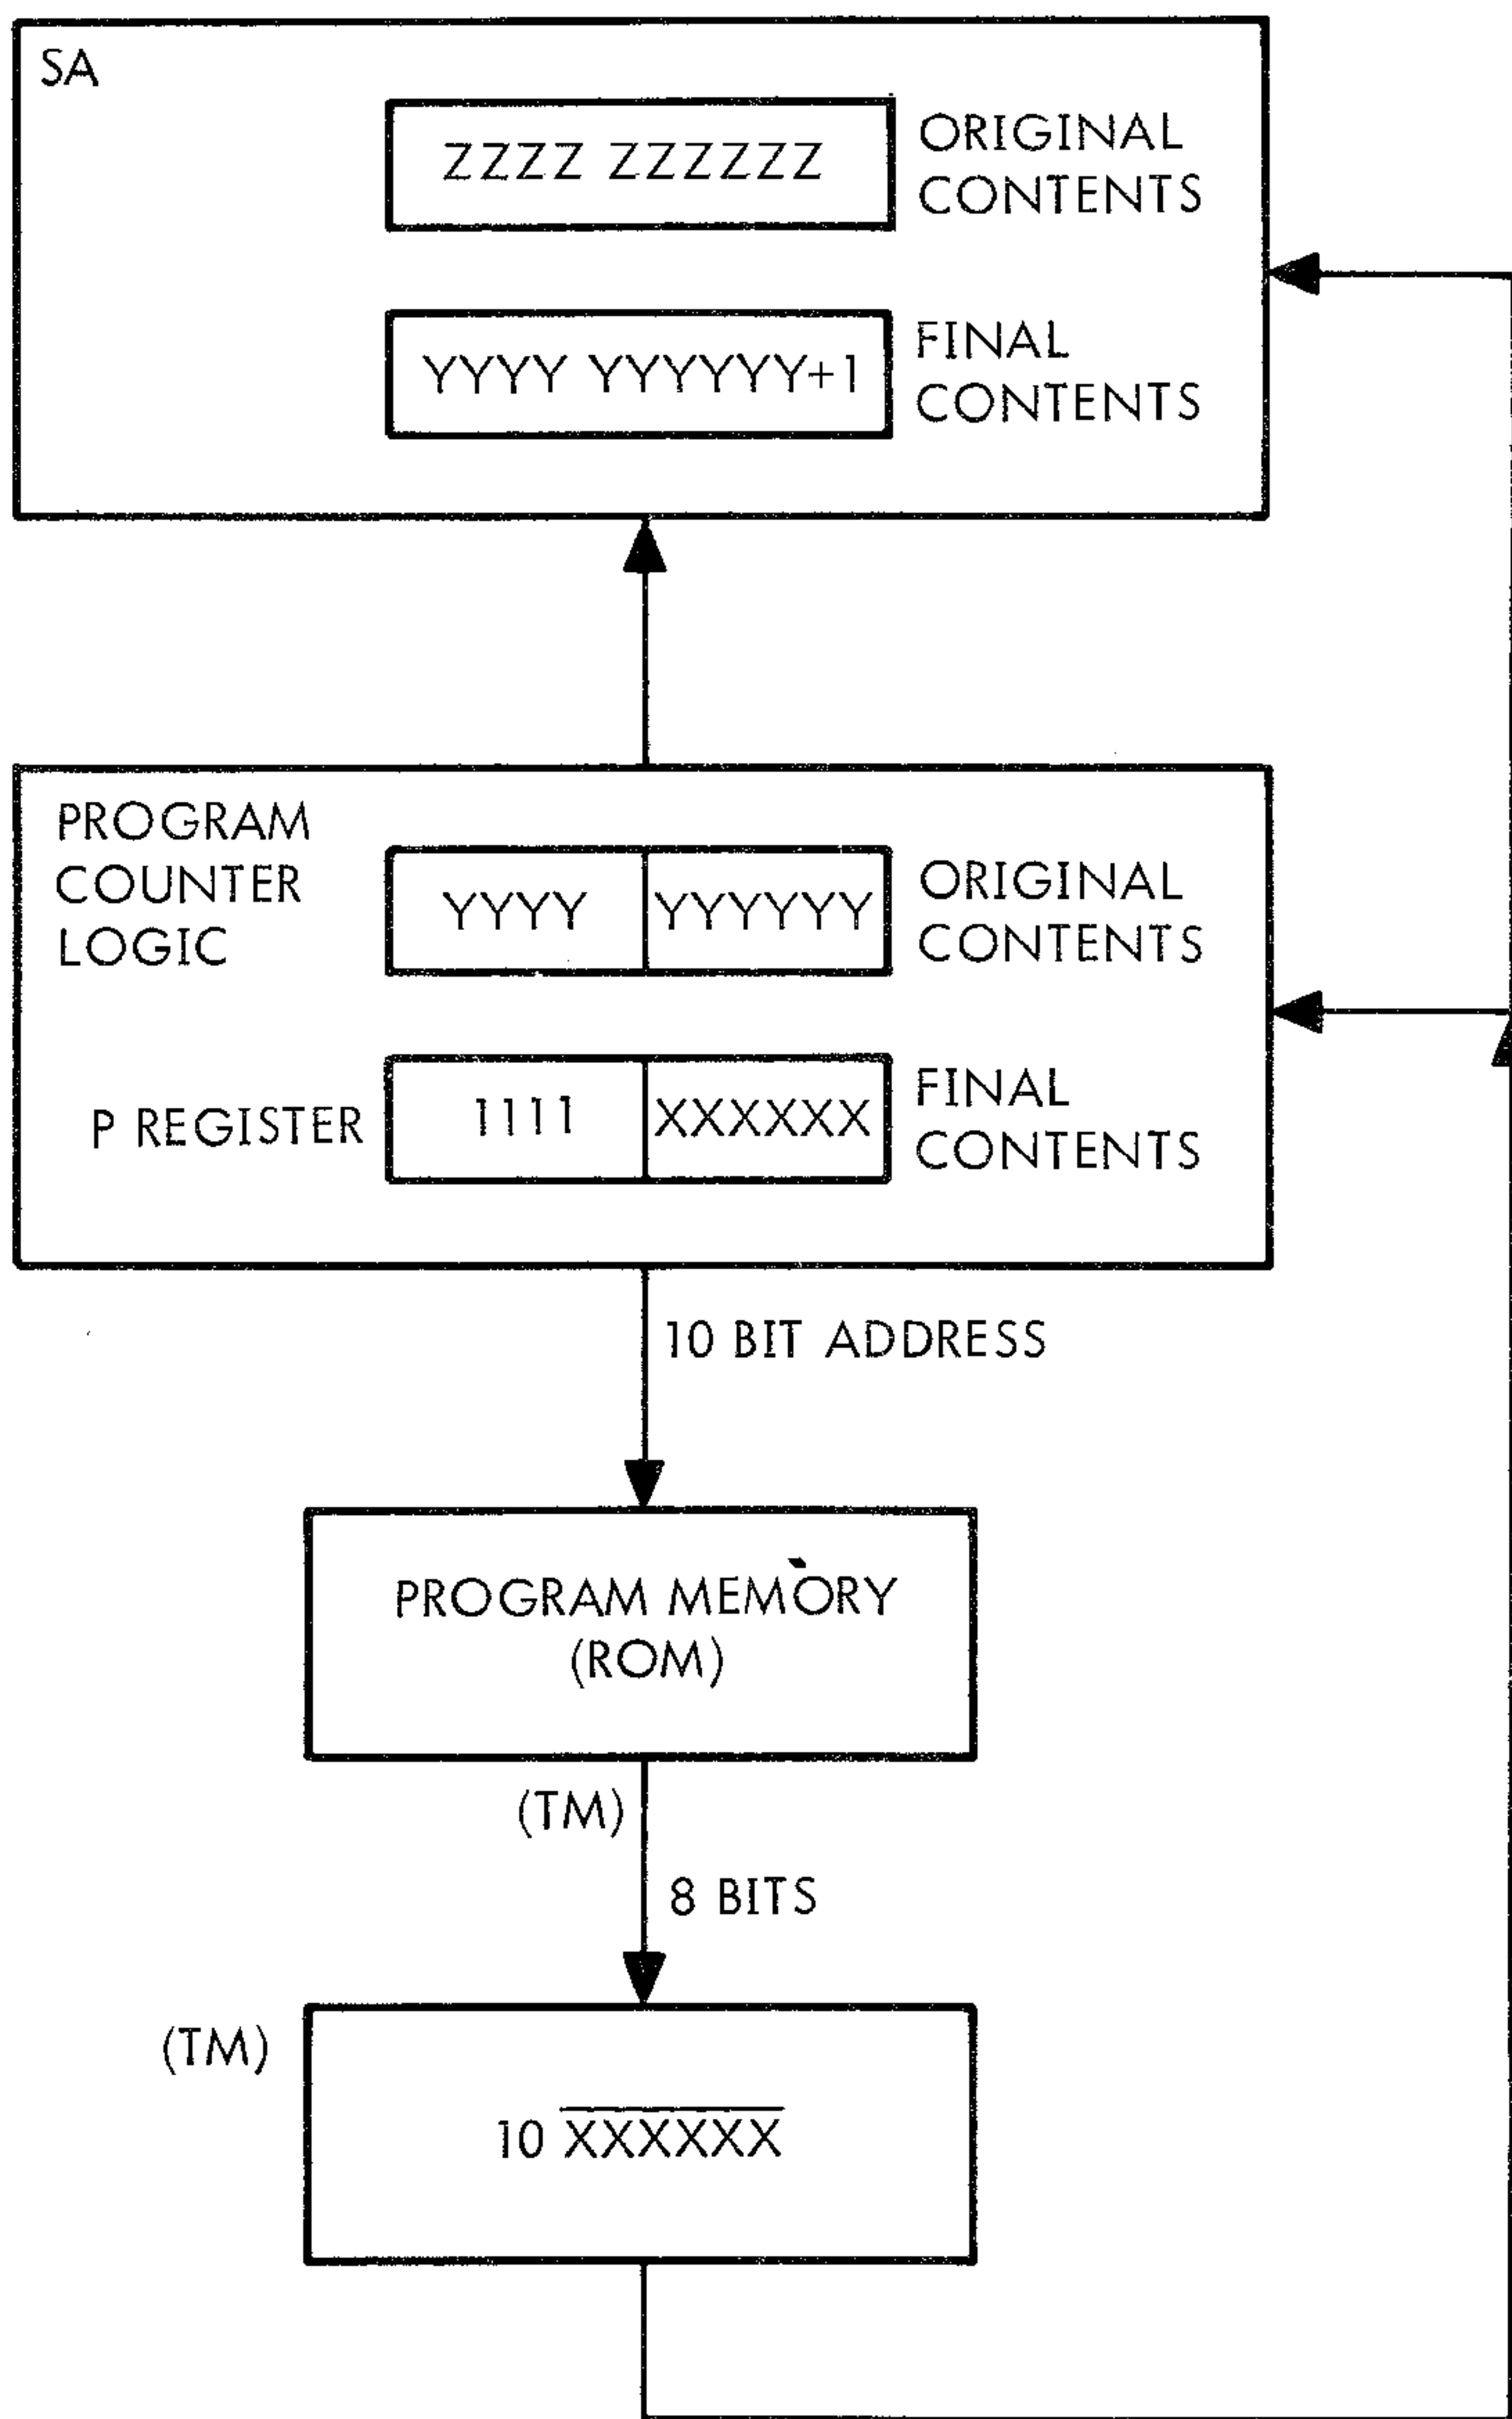 SA
ZZZZ ZZZZZZ
ORIGINAL
CONTENTS
YYYY YYYYYY+1
FINAL
CONTENTS
PROGRAM
COUNTER
LOGIC
YYYY YYYYYY
ORIGINAL
CONTENTS
P REGISTER
1111 XXXXXX
FINAL
CONTENTS
10 BIT ADDRESS
PROGRAM MEMORY
(ROM)
(TM)
8 BITS
(TM)
10 X̅X̅X̅X̅X̅X̅